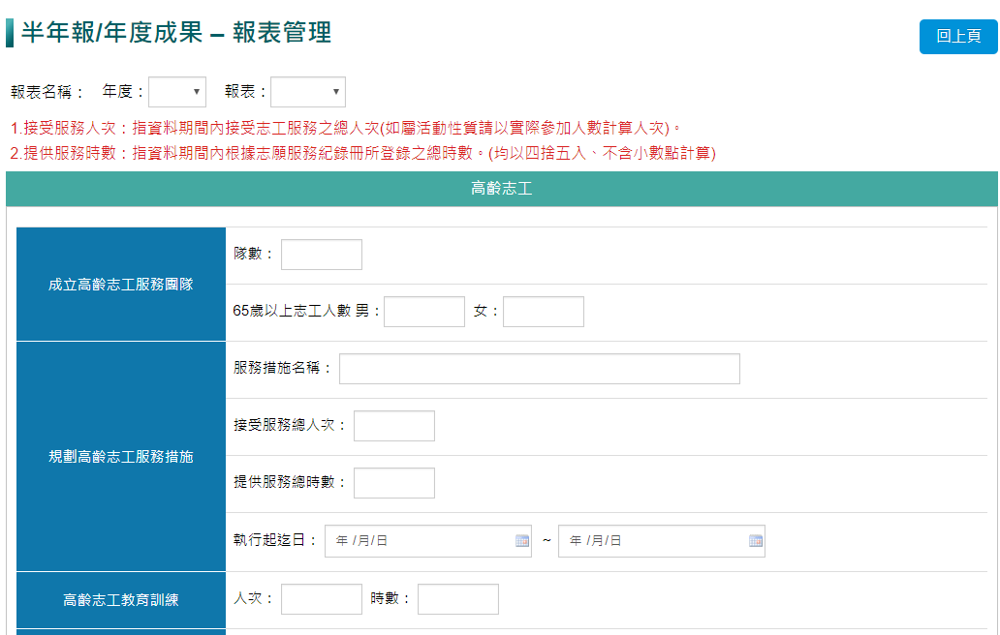 半年報/年度成果 – 報表管理
回上頁
報表名稱： 年度： 報表：
1.接受服務人次：指資料期間內接受志工服務之總人次(如屬活動性質請以實際參加人數計算人次)。
2.提供服務時數：指資料期間內根據志願服務紀錄冊所登錄之總時數。(均以四捨五入、不含小數點計算)
高齡志工
成立高齡志工服務團隊
隊數：
65歲以上志工人數 男： 女：
規劃高齡志工服務措施
服務措施名稱：
接受服務總人次：
提供服務總時數：
執行起迄日： 年 /月/日 ~ 年 /月/日
高齡志工教育訓練
人次： 時數：